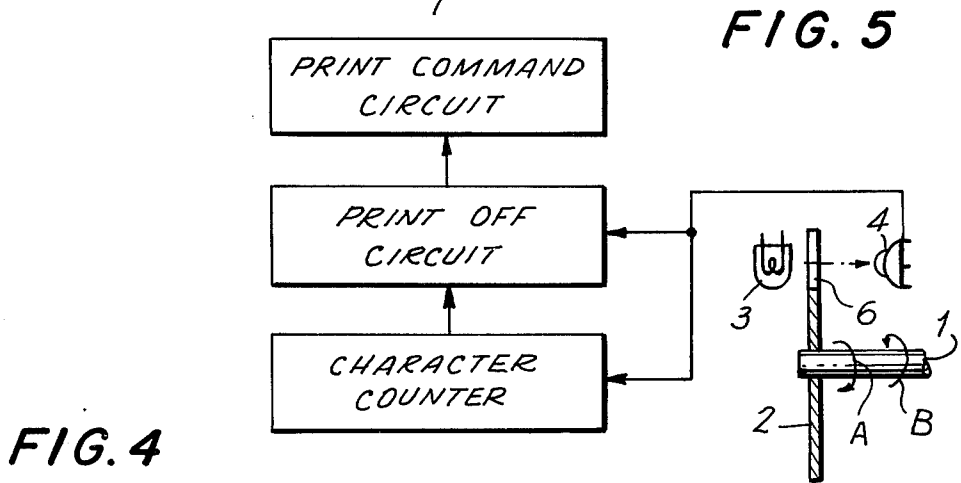 FIG. 5
PRINT COMMAND
CIRCUIT
PRINT OFF
CIRCUIT
CHARACTER
COUNTER
4
3
6
1
2
A
B
FIG. 4